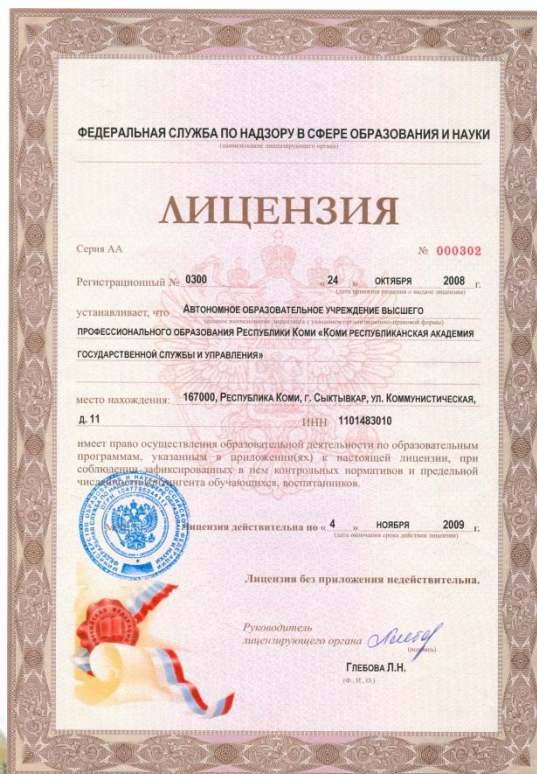 ФЕДЕРАЛЬНАЯ СЛУЖБА ПО НАДЗОРУ В СФЕРЕ ОБРАЗОВАНИЯ И НАУКИ
(наименование лицензирующего органа)
ЛИЦЕНЗИЯ
Серия АА № 000302
Регистрационный № 0300 « 24 » ОКТЯБРЯ 2008 г.
(дата принятия решения о выдаче лицензии)
устанавливает, что АВТОНОМНОЕ ОБРАЗОВАТЕЛЬНОЕ УЧРЕЖДЕНИЕ ВЫСШЕГО
ПРОФЕССИОНАЛЬНОГО ОБРАЗОВАНИЯ РЕСПУБЛИКИ КОМИ «КОМИ РЕСПУБЛИКАНСКАЯ АКАДЕМИЯ
ГОСУДАРСТВЕННОЙ СЛУЖБЫ И УПРАВЛЕНИЯ»
место нахождения: 167000, РЕСПУБЛИКА КОМИ, Г. СЫКТЫВКАР, УЛ. КОММУНИСТИЧЕСКАЯ,
Д. 11 ИНН 1101483010
имеет право осуществления образовательной деятельности по образовательным
программам, указанным в приложении(ях) к настоящей лицензии, при
соблюдении зафиксированных в нем контрольных нормативов и предельной
численности контингента обучающихся, воспитанников.
Лицензия действительна по « 4 » НОЯБРЯ 2009 г.
(дата окончания срока действия лицензии)
Лицензия без приложения недействительна.
Руководитель
лицензирующего органа
(подпись)
ГЛЕБОВА Л.Н.
(Ф., И., О.)